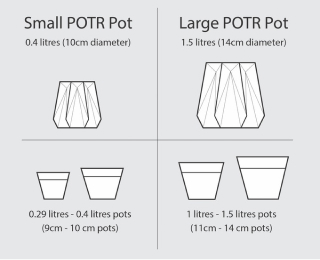 Small POTR Pot
0.4 litres (10cm diameter)
Large POTR Pot
1.5 litres (14cm diameter)
0.29 litres - 0.4 litres pots
(9cm - 10 cm pots)
1 litres - 1.5 litres pots
(11cm - 14 cm pots)